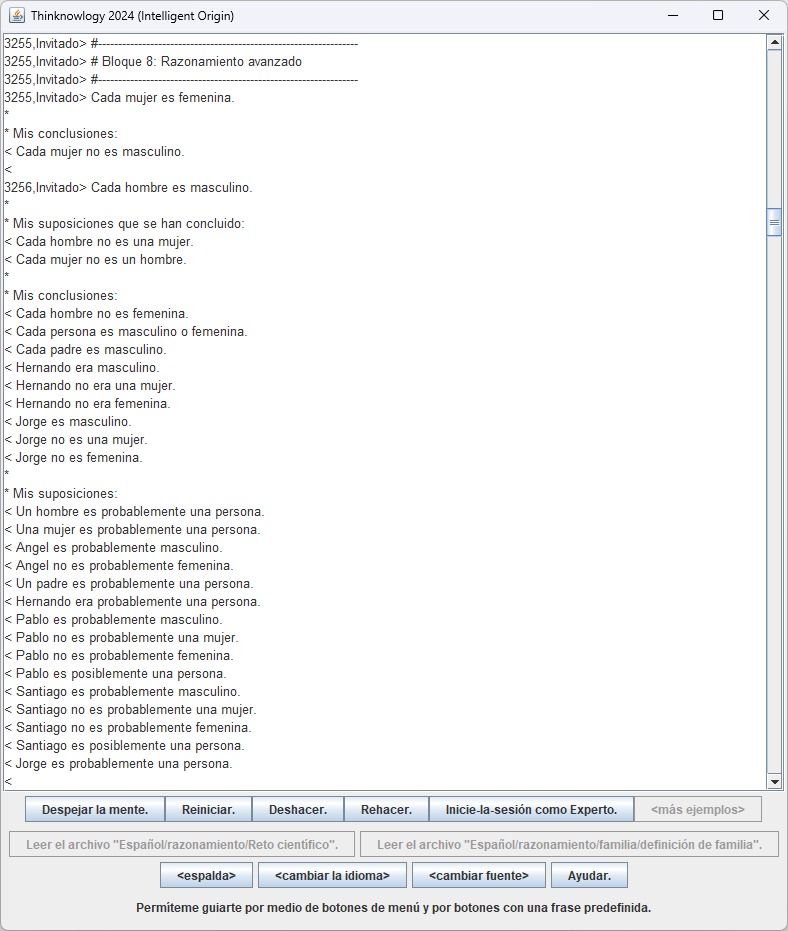 Thinknowlogy 2024 (Intelligent Origin)
3255,Invitado> #-----------------------------------------------------------------
3255,Invitado> # Bloque 8: Razonamiento avanzado
3255,Invitado> #-----------------------------------------------------------------
3255,Invitado> Cada mujer es femenina.
*
* Mis conclusiones:
< Cada mujer no es masculino.
<
3256,Invitado> Cada hombre es masculino.
*
* Mis suposiciones que se han concluido:
< Cada hombre no es una mujer.
< Cada mujer no es un hombre.
*
* Mis conclusiones:
< Cada hombre no es femenina.
< Cada persona es masculino o femenina.
< Cada padre es masculino.
< Hernando era masculino.
< Hernando no era una mujer.
< Hernando no era femenina.
< Jorge es masculino.
< Jorge no es una mujer.
< Jorge no es femenina.
*
* Mis suposiciones:
< Un hombre es probablemente una persona.
< Una mujer es probablemente una persona.
< Angel es probablemente masculino.
< Angel no es probablemente femenina.
< Un padre es probablemente una persona.
< Hernando era probablemente una persona.
< Pablo es probablemente masculino.
< Pablo no es probablemente una mujer.
< Pablo no es probablemente femenina.
< Pablo es posiblemente una persona.
< Santiago es probablemente masculino.
< Santiago no es probablemente una mujer.
< Santiago no es probablemente femenina.
< Santiago es posiblemente una persona.
< Jorge es probablemente una persona.
<
Despejar la mente. Reiniciar. Deshacer. Rehacer. Inicie-la-sesión como Experto. <más ejemplos>
Leer el archivo "Español/razonamiento/Reto científico". Leer el archivo "Español/razonamiento/familia/definición de familia".
<espalda> <cambiar la idioma> <cambiar fuente> Ayudar.
Permíteme guiarte por medio de botones de menú y por botones con una frase predefinida.